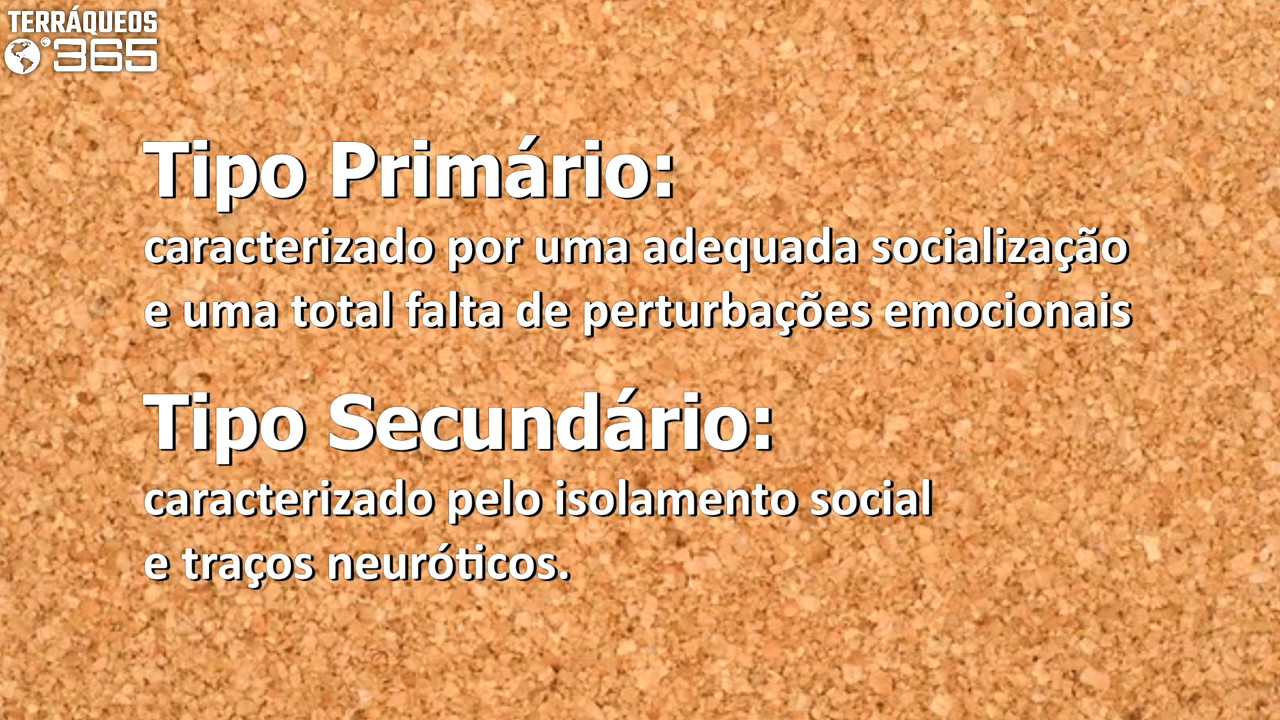 TERRÁQUEOS
365
Tipo Primário:
caracterizado por uma adequada socialização
e uma total falta de perturbações emocionais
Tipo Secundário:
caracterizado pelo isolamento social
e traços neuróticos.